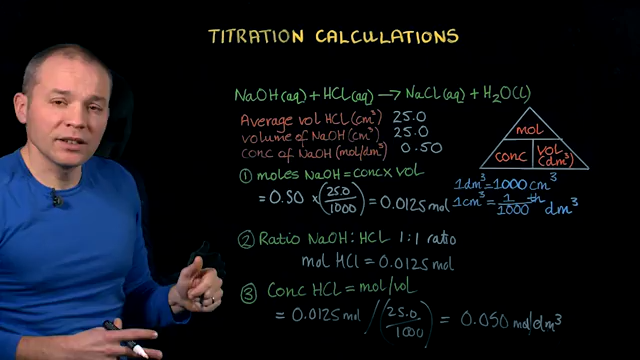 TITRATION CALCULATIONS
NaOH(aq) + HCl(aq) → NaCl(aq) + H₂O(l)
Average vol HCl (cm³) 25.0
volume of NaOH (cm³) 25.0
conc of NaOH (mol/dm³) 0.50
mol
conc vol (dm³)
① moles NaOH = conc x vol
= 0.50 x (25.0/1000) = 0.0125 mol
1dm³ = 1000 cm³
1cm³ = 1/1000 th dm³
② Ratio NaOH : HCl 1:1 ratio
mol HCl = 0.0125 mol
③ Conc HCl = mol/vol
= 0.0125 mol / (25.0/1000) = 0.050 mol/dm³